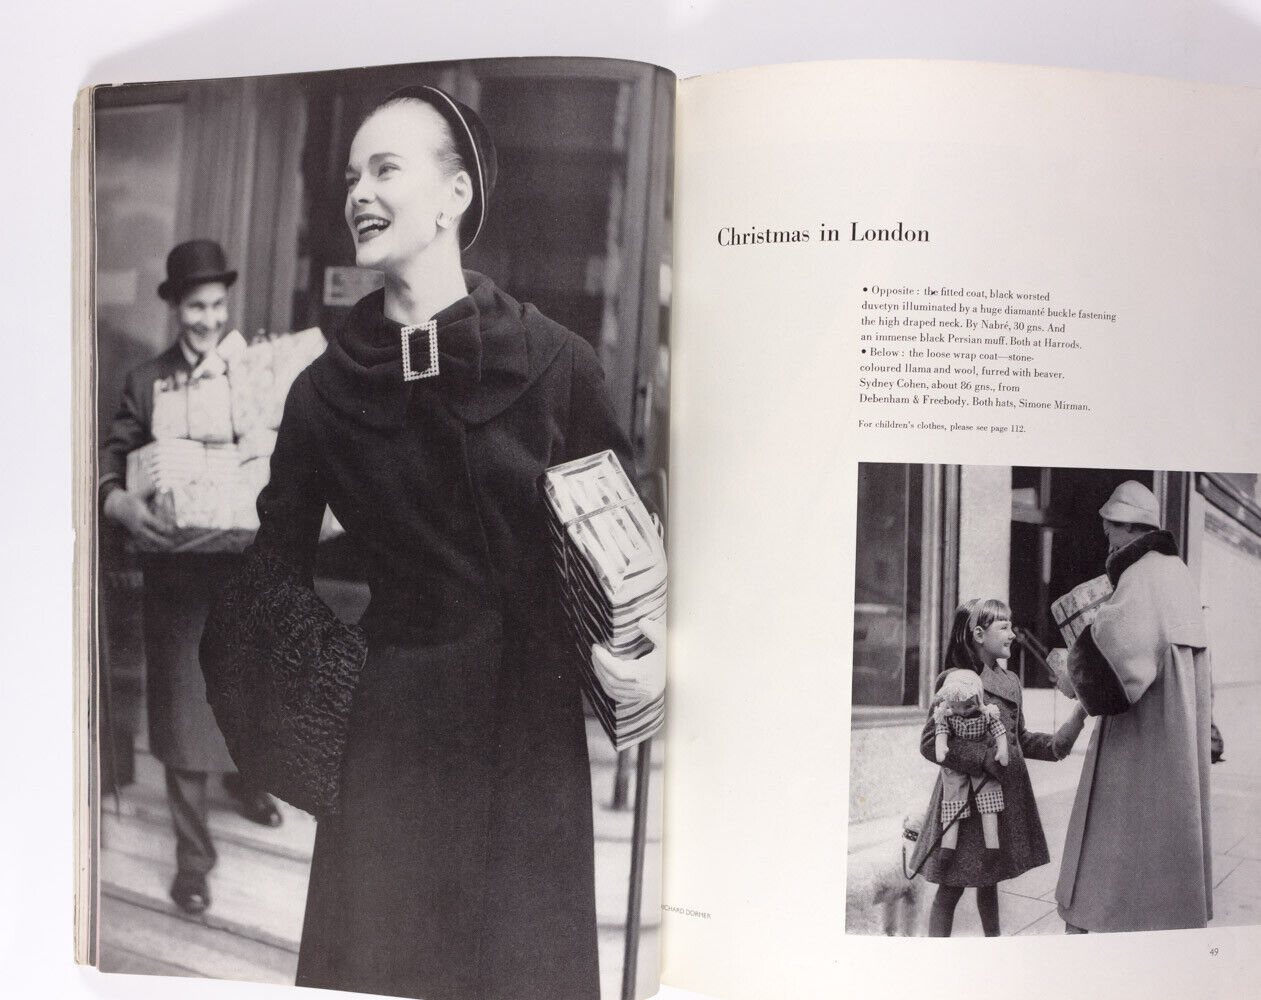 Christmas in London
• Opposite : the fitted coat, black worsted
duvetyn illuminated by a huge diamanté buckle fastening
the high draped neck. By Nabré, 30 gns. And
an immense black Persian muff. Both at Harrods.
• Below : the loose wrap coat—stone-
coloured llama and wool, furred with beaver.
Sydney Cohen, about 86 gns., from
Debenham & Freebody. Both hats, Simone Mirman.
For children's clothes, please see page 112.
RICHARD DORMER
49